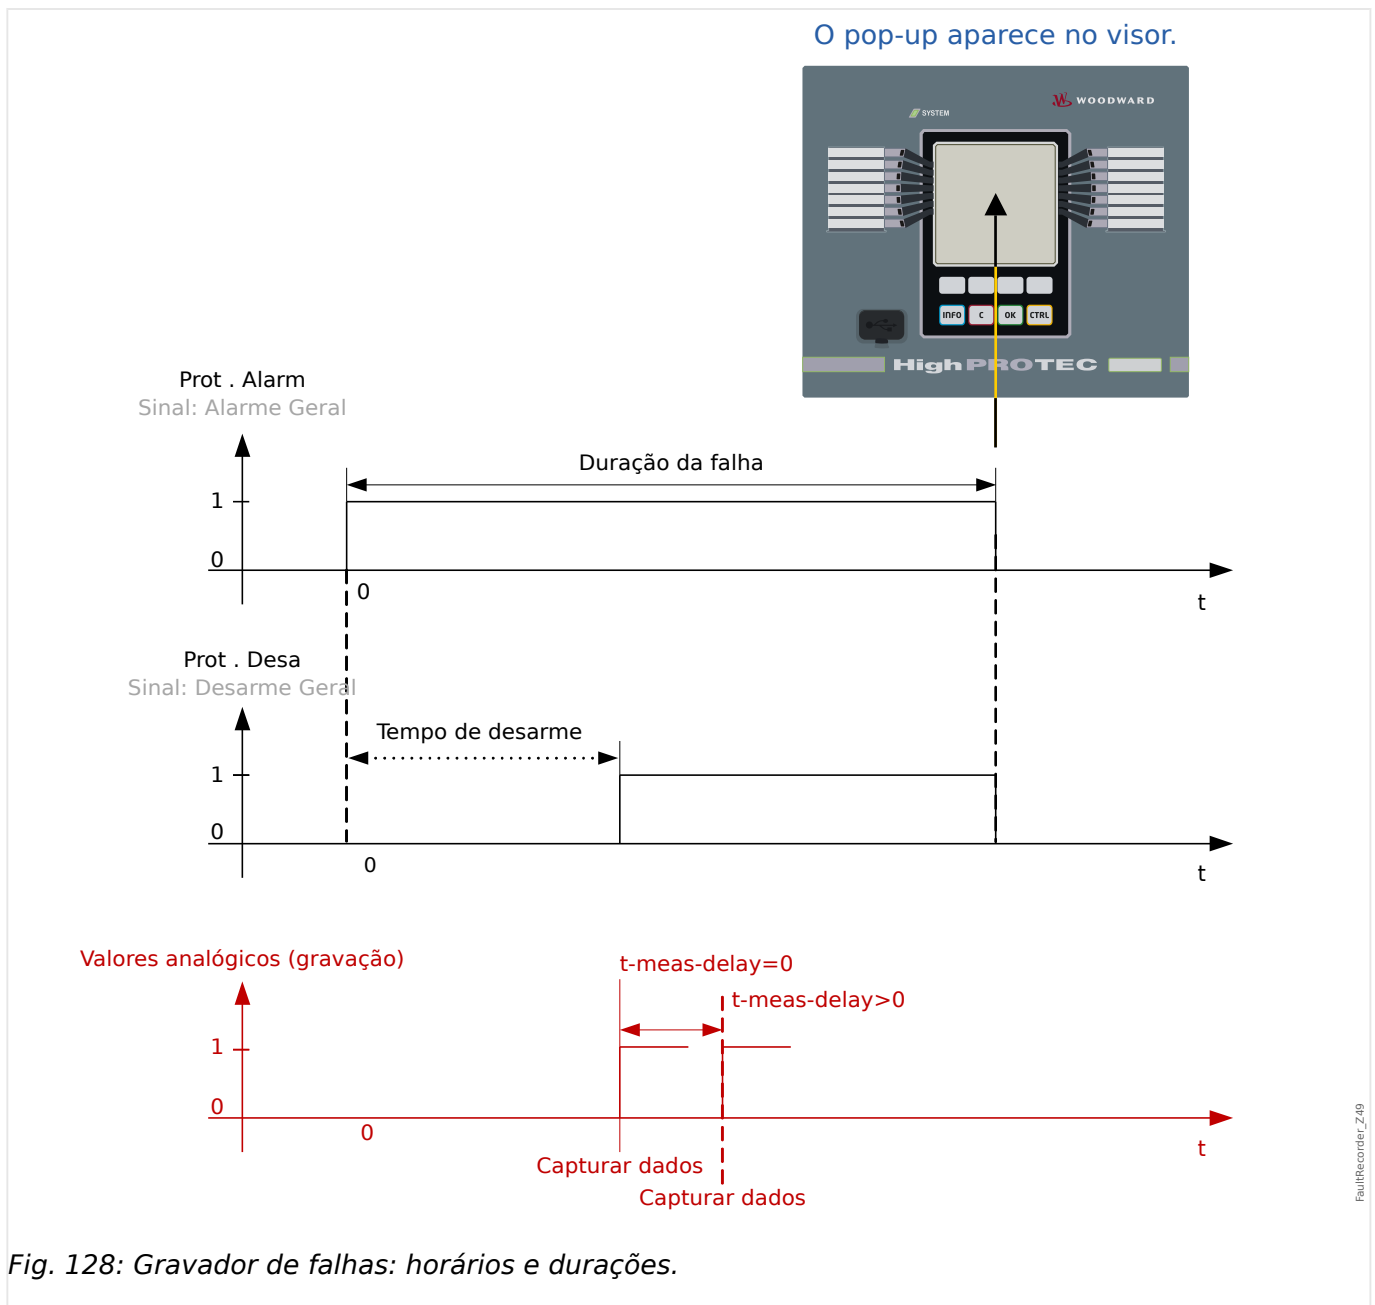 O pop-up aparece no visor.
WOODWARD
SYSTEM
INFO
C
OK
CTRL
HighPROTEC
Prot . Alarm
Sinal: Alarme Geral
Duração da falha
1
0
0
t
Prot . Desa
Sinal: Desarme Geral
Tempo de desarme
1
0
0
t
Valores analógicos (gravação)
t-meas-delay=0
t-meas-delay>0
1
0
0
t
Capturar dados
Capturar dados
FaultRecorder_Z49
Fig. 128: Gravador de falhas: horários e durações.